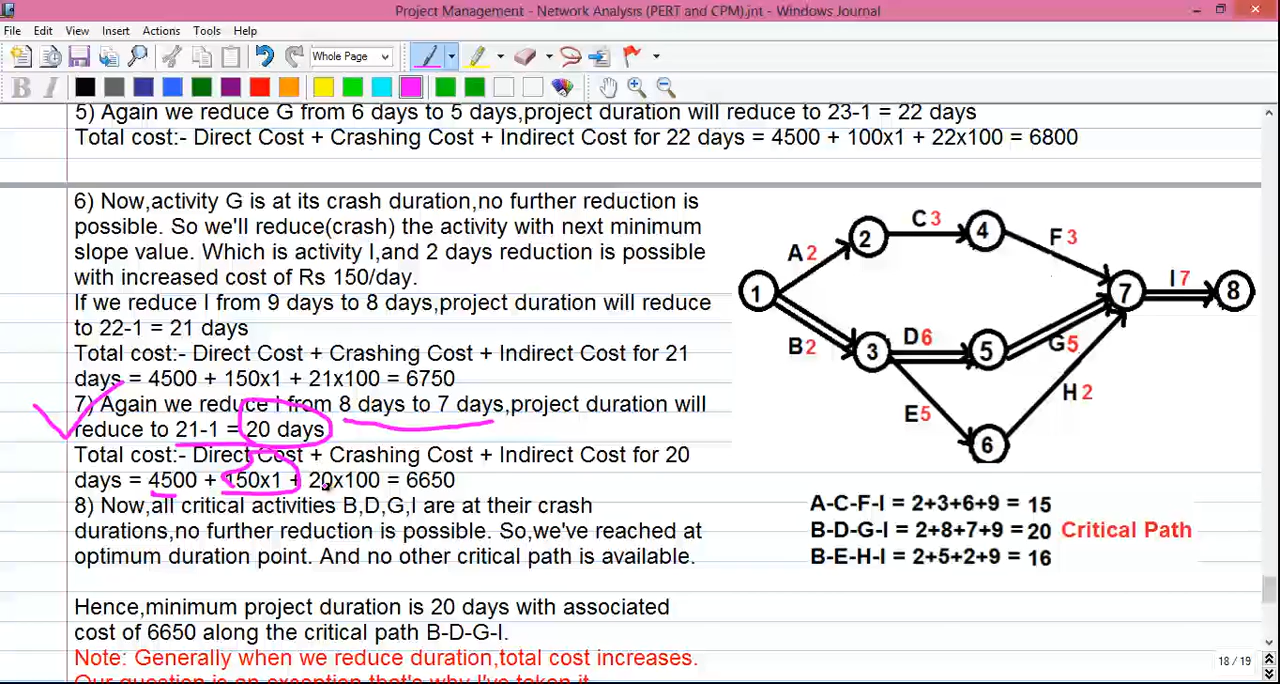 Project Management - Network Analysis (PERT and CPM).jnt - Windows Journal
File Edit View Insert Actions Tools Help
Whole Page
B I
5) Again we reduce G from 6 days to 5 days,project duration will reduce to 23-1 = 22 days
Total cost:- Direct Cost + Crashing Cost + Indirect Cost for 22 days = 4500 + 100x1 + 22x100 = 6800
6) Now,activity G is at its crash duration,no further reduction is
possible. So we'll reduce(crash) the activity with next minimum
slope value. Which is activity I,and 2 days reduction is possible
with increased cost of Rs 150/day.
If we reduce I from 9 days to 8 days,project duration will reduce
to 22-1 = 21 days
Total cost:- Direct Cost + Crashing Cost + Indirect Cost for 21
days = 4500 + 150x1 + 21x100 = 6750
7) Again we reduce I from 8 days to 7 days,project duration will
reduce to 21-1 = 20 days
Total cost:- Direct Cost + Crashing Cost + Indirect Cost for 20
days = 4500 + 150x1 + 20x100 = 6650
8) Now,all critical activities B,D,G,I are at their crash
durations,no further reduction is possible. So,we've reached at
optimum duration point. And no other critical path is available.
Hence,minimum project duration is 20 days with associated
cost of 6650 along the critical path B-D-G-I.
Note: Generally when we reduce duration,total cost increases.
Our question is an exception that's why I've taken it
C 3
2
4
F 3
A 2
1
7
I 7
8
B 2
3
D 6
5
G 5
H 2
E 5
6
A-C-F-I = 2+3+6+9 = 15
B-D-G-I = 2+8+7+9 = 20 Critical Path
B-E-H-I = 2+5+2+9 = 16
18 / 19